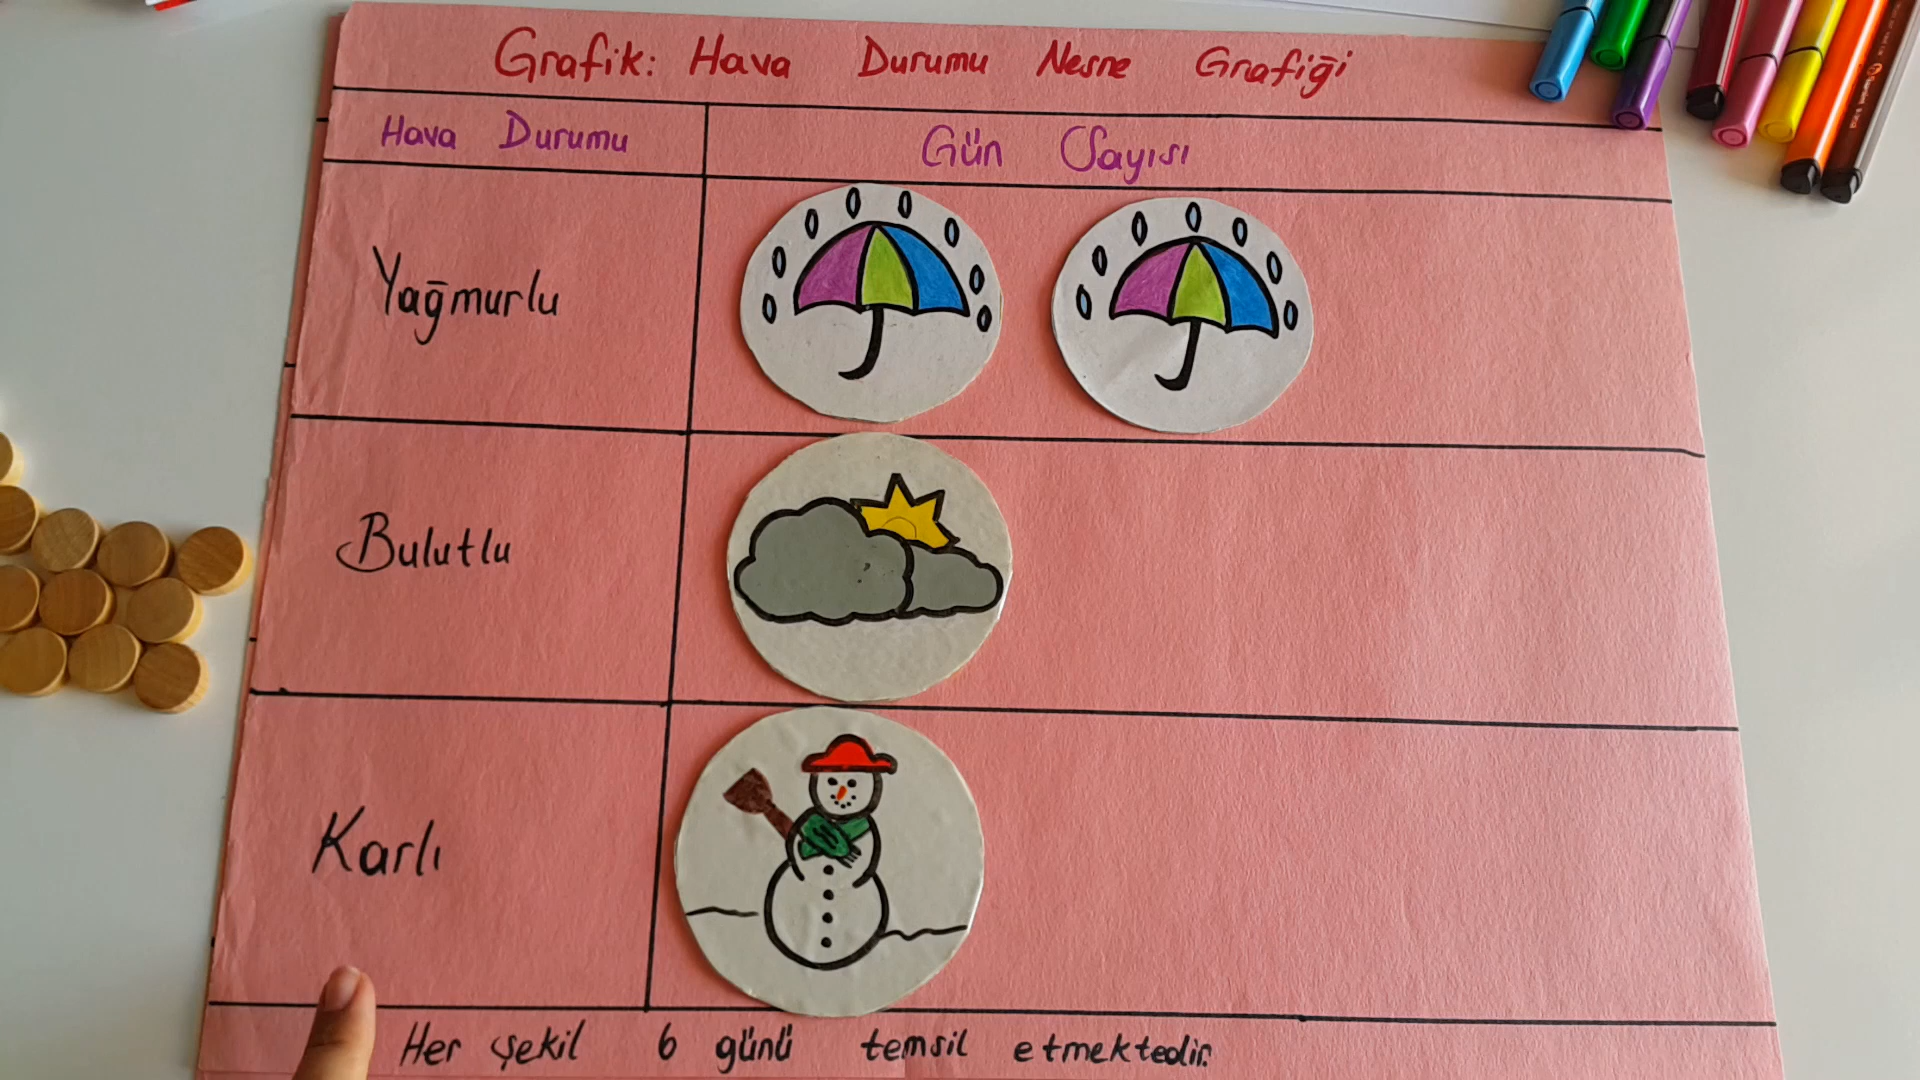 Grafik: Hava Durumu Nesne Grafiği
Hava Durumu
Gün Sayısı
Yağmurlu
Bulutlu
Karlı
Her şekil 6 günü temsil etmektedir.